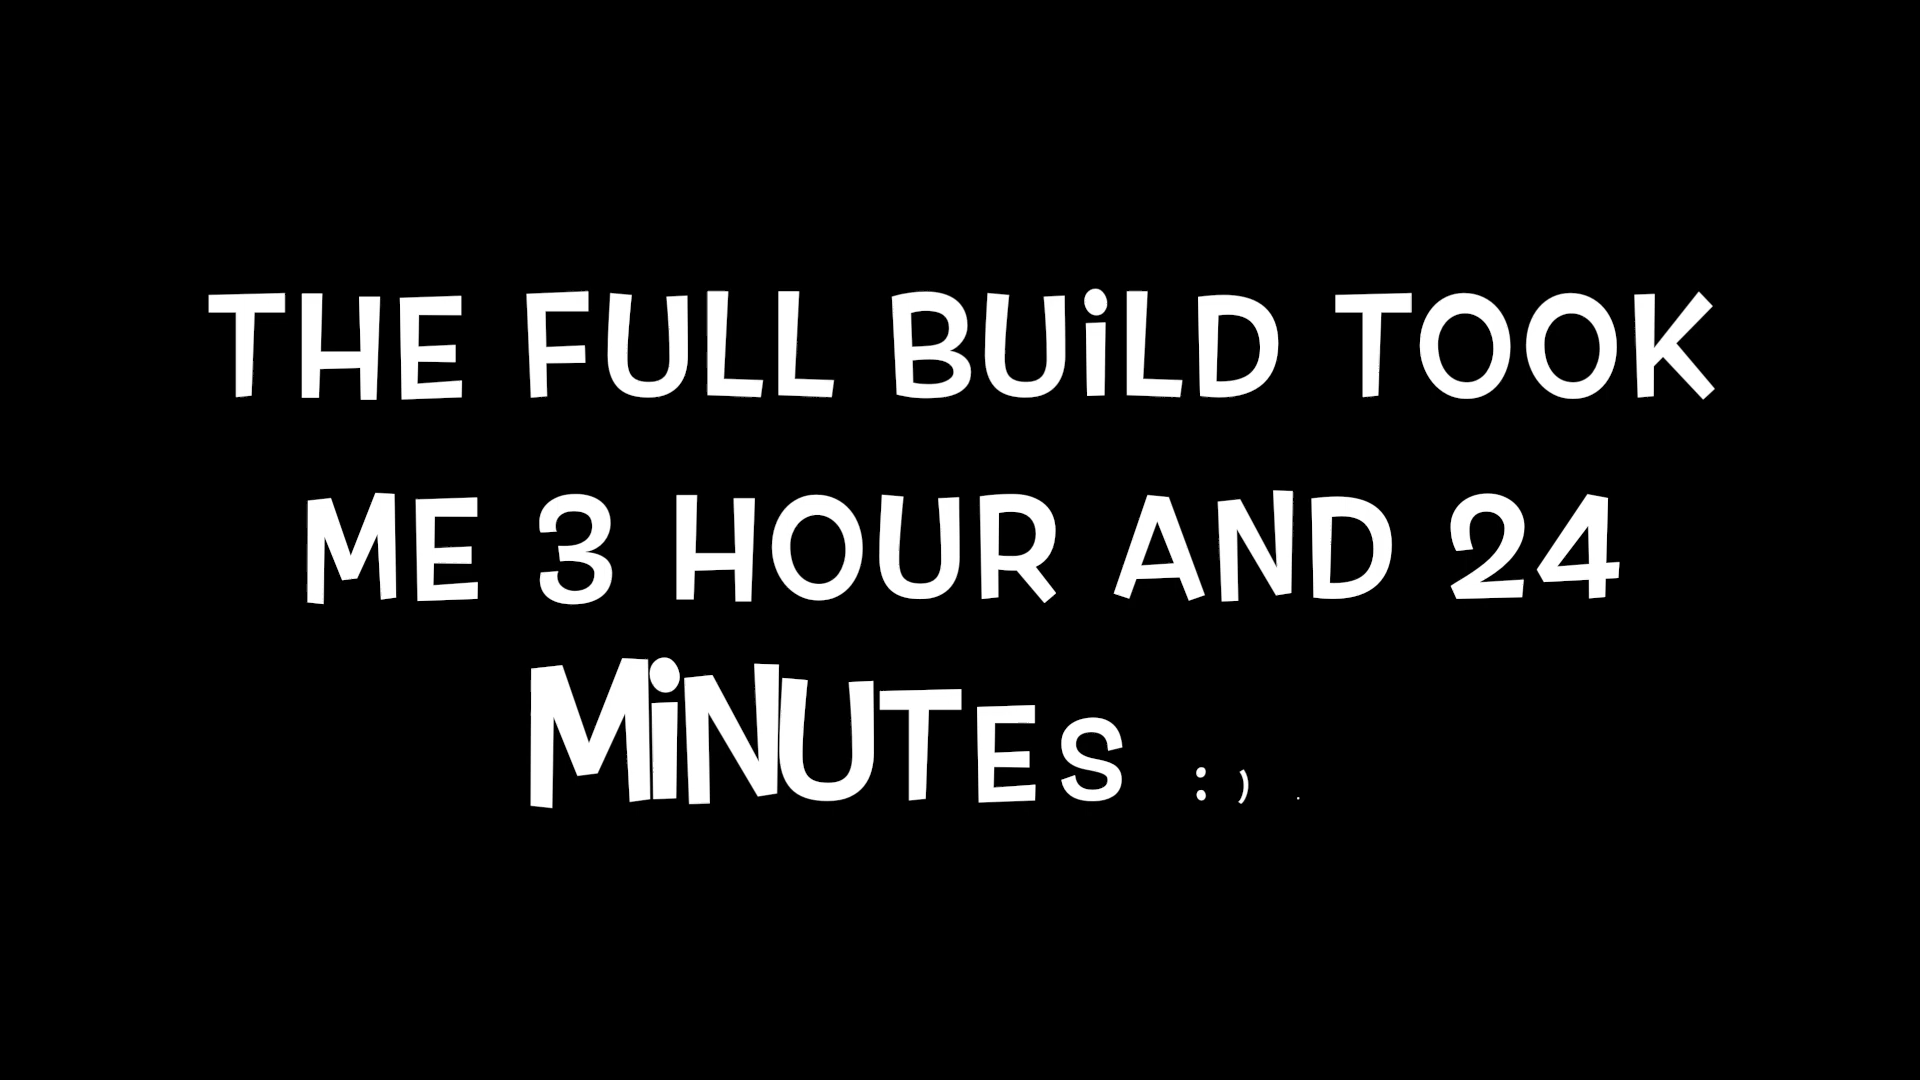 THE FULL BUiLD TOOK
ME 3 HOUR AND 24
MiNUTES :) .